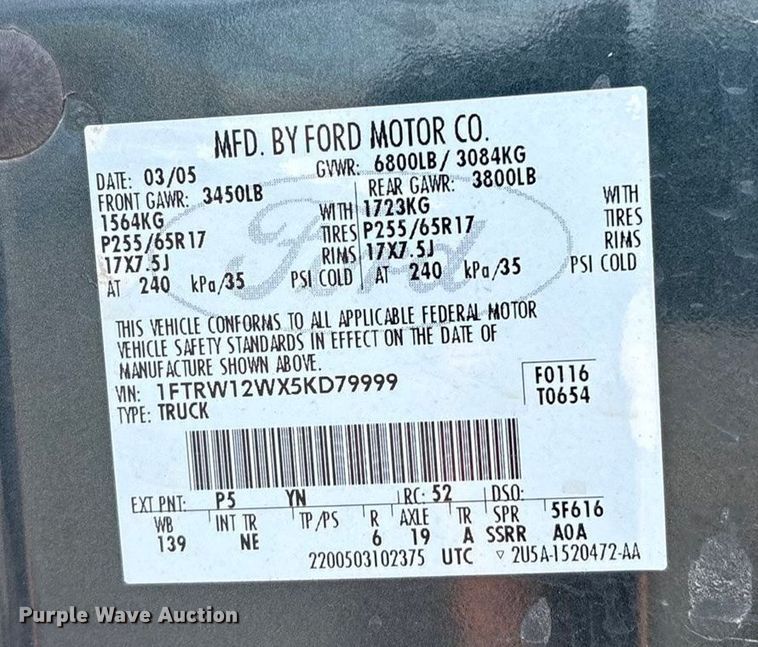 MFD. BY FORD MOTOR CO.
DATE: 03/05 GVWR: 6800LB/ 3084KG
FRONT GAWR: 3450LB REAR GAWR: 3800LB
1564KG WITH 1723KG WITH
P255/65R17 TIRES P255/65R17 TIRES
17X7.5J RIMS 17X7.5J RIMS
AT 240 kPa/35 PSI COLD AT 240 kPa/35 PSI COLD
Ford
THIS VEHICLE CONFORMS TO ALL APPLICABLE FEDERAL MOTOR
VEHICLE SAFETY STANDARDS IN EFFECT ON THE DATE OF
MANUFACTURE SHOWN ABOVE.
VIN: 1FTRW12WX5KD79999 F0116
TYPE: TRUCK T0654
EXT PNT: P5 YN RC: 52 DSO:
WB INT TR TP/PS R AXLE TR SPR 5F616
139 NE 6 19 A SSRR A0A
2200503102375 UTC ▽ 2U5A-1520472-AA
Purple Wave Auction